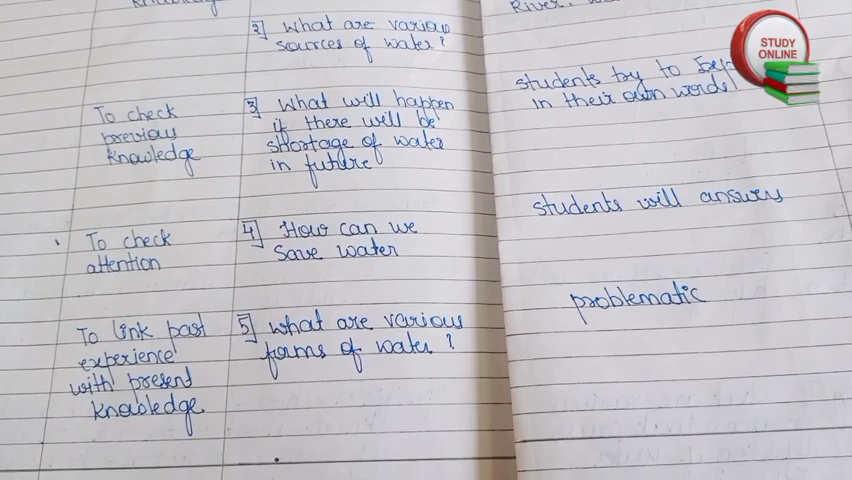 knowledge
2] What are various
sources of water?
River,
To check
previous
knowledge
3] What will happen
if there will be
shortage of water
in future
students try to
in their own words
To check
attention
4] How can we
save water
students will answer
To link past
experience
with present
knowledge
5] What are various
forms of water?
problematic
STUDY
ONLINE